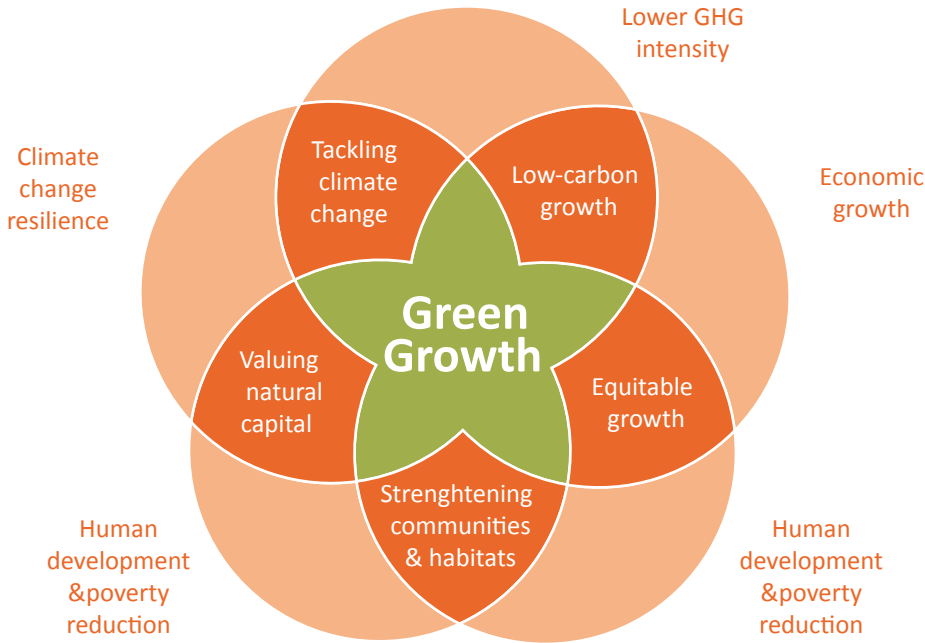 Lower GHG
intensity
Climate
change
resilience
Tackling
climate
change
Low-carbon
growth
Economic
growth
Green
Growth
Valuing
natural
capital
Equitable
growth
Strenghtening
communities
& habitats
Human
development
&poverty
reduction
Human
development
&poverty
reduction